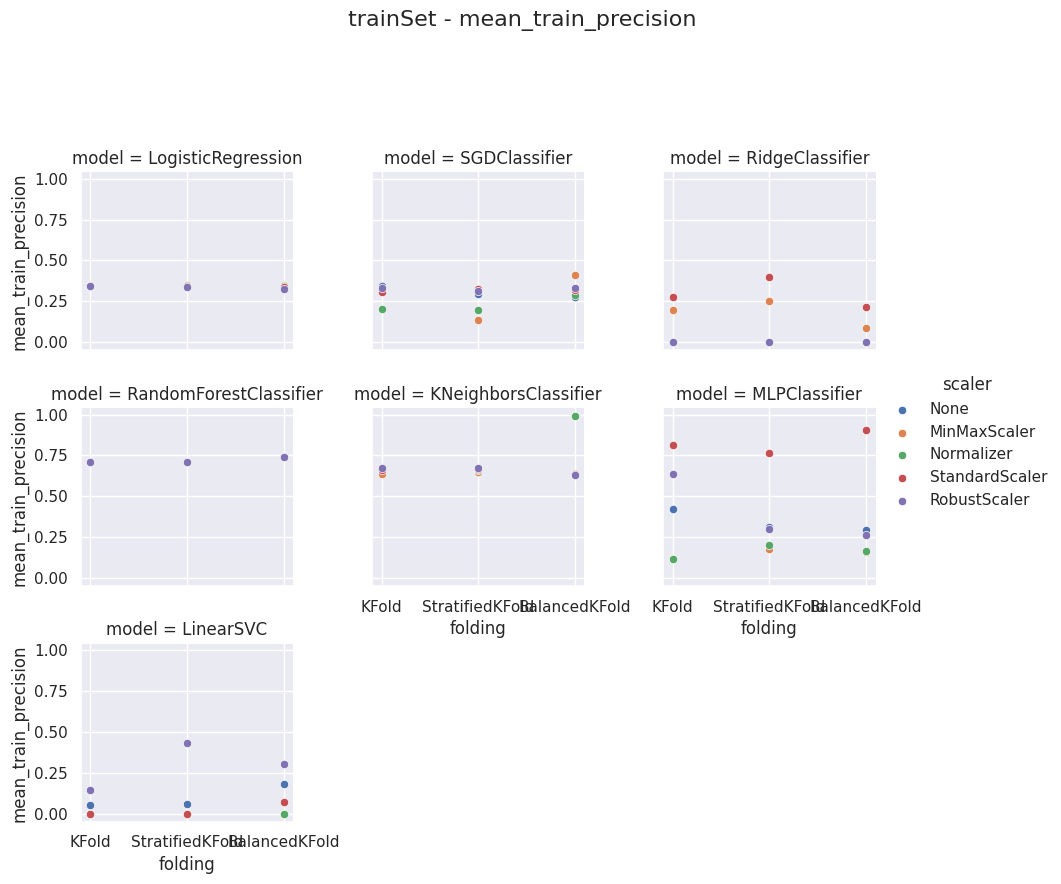 trainSet - mean_train_precision
model = LogisticRegression
model = SGDClassifier
model = RidgeClassifier
mean_train_precision
1.00
0.75
0.50
0.25
0.00
model = RandomForestClassifier
model = KNeighborsClassifier
model = MLPClassifier
mean_train_precision
1.00
0.75
0.50
0.25
0.00
KFold
StratifiedKFold
BalancedKFold
folding
KFold
StratifiedKFold
BalancedKFold
folding
scaler
None
MinMaxScaler
Normalizer
StandardScaler
RobustScaler
model = LinearSVC
mean_train_precision
1.00
0.75
0.50
0.25
0.00
KFold
StratifiedKFold
BalancedKFold
folding